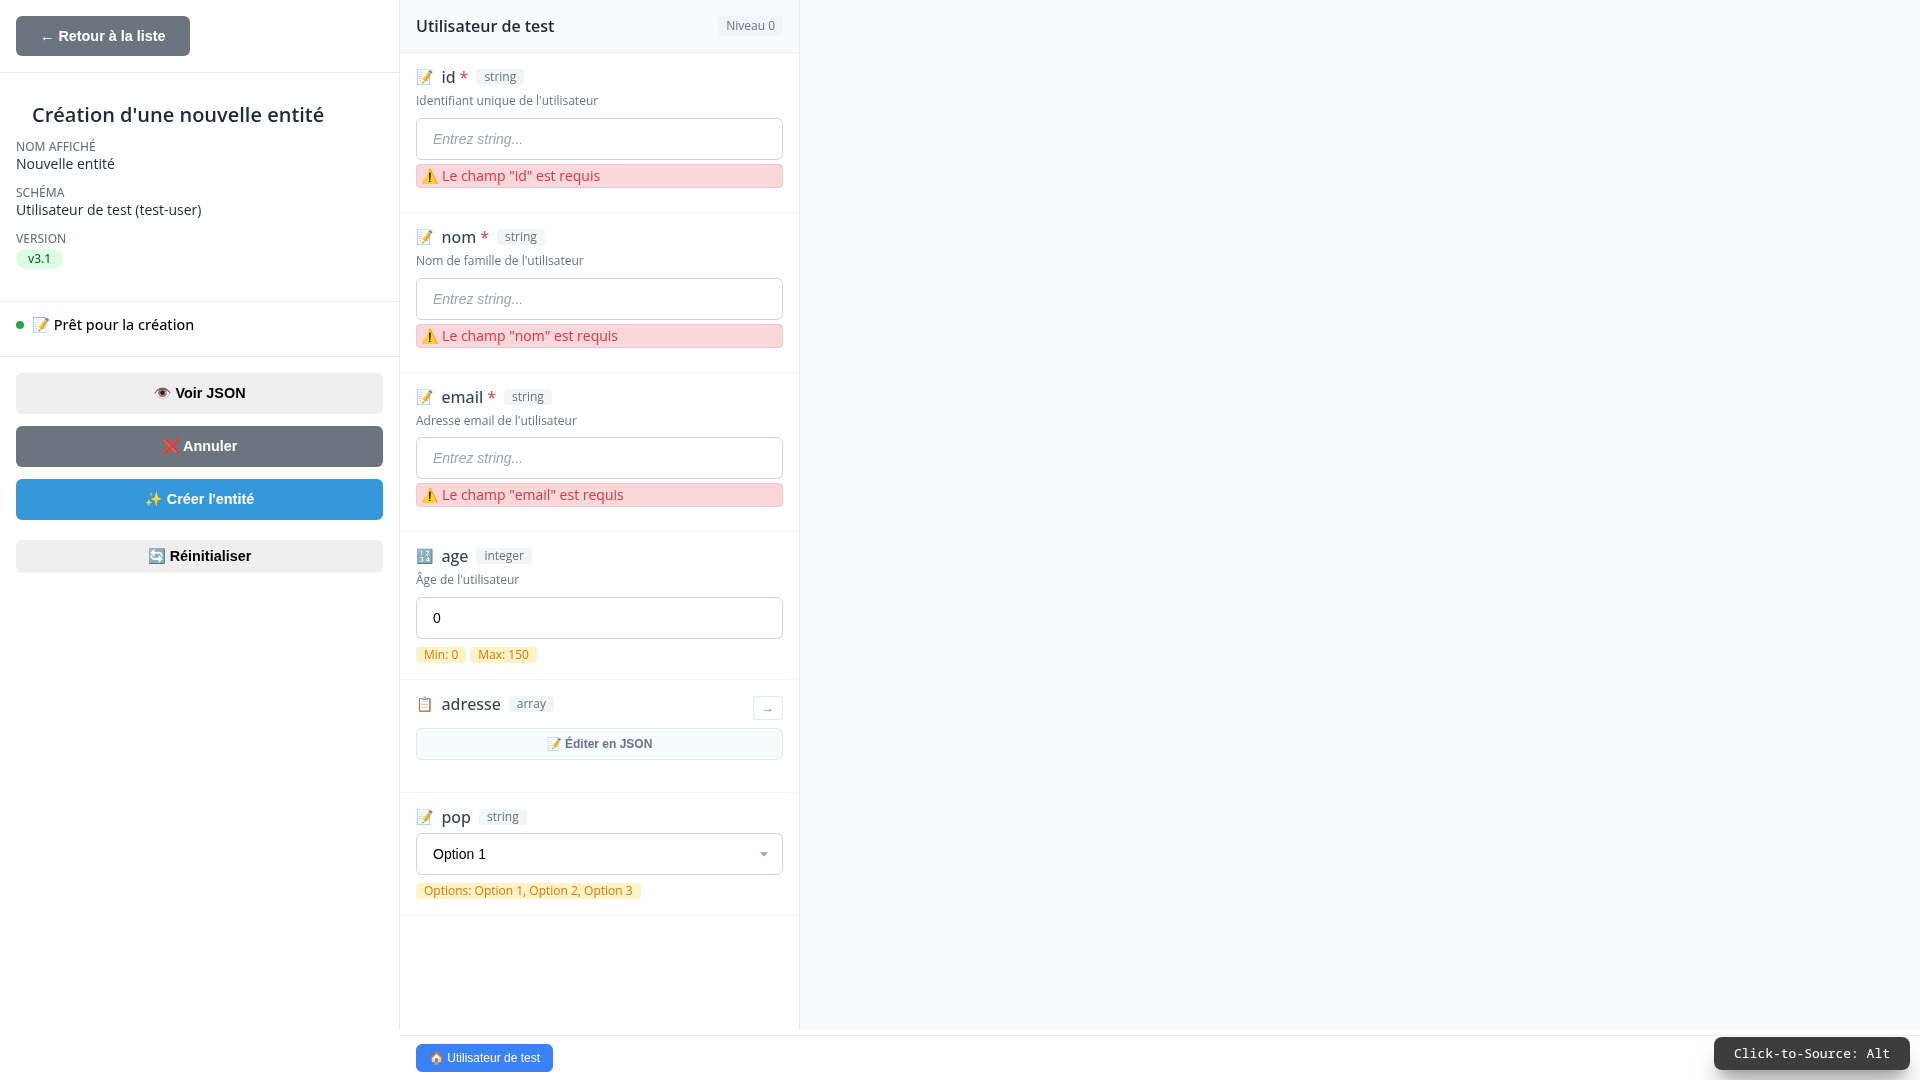 ← Retour à la liste
Création d'une nouvelle entité
NOM AFFICHÉ
Nouvelle entité
SCHÉMA
Utilisateur de test (test-user)
VERSION
v3.1
📝 Prêt pour la création
👁️ Voir JSON
❌ Annuler
✨ Créer l'entité
🔄 Réinitialiser
Utilisateur de test Niveau 0
📝 id * string
Identifiant unique de l'utilisateur
Entrez string...
⚠️ Le champ "id" est requis
📝 nom * string
Nom de famille de l'utilisateur
Entrez string...
⚠️ Le champ "nom" est requis
📝 email * string
Adresse email de l'utilisateur
Entrez string...
⚠️ Le champ "email" est requis
🔢 age integer
Âge de l'utilisateur
0
Min: 0 Max: 150
📋 adresse array →
📝 Éditer en JSON
📝 pop string
Option 1
Options: Option 1, Option 2, Option 3
🏠 Utilisateur de test
Click-to-Source: Alt